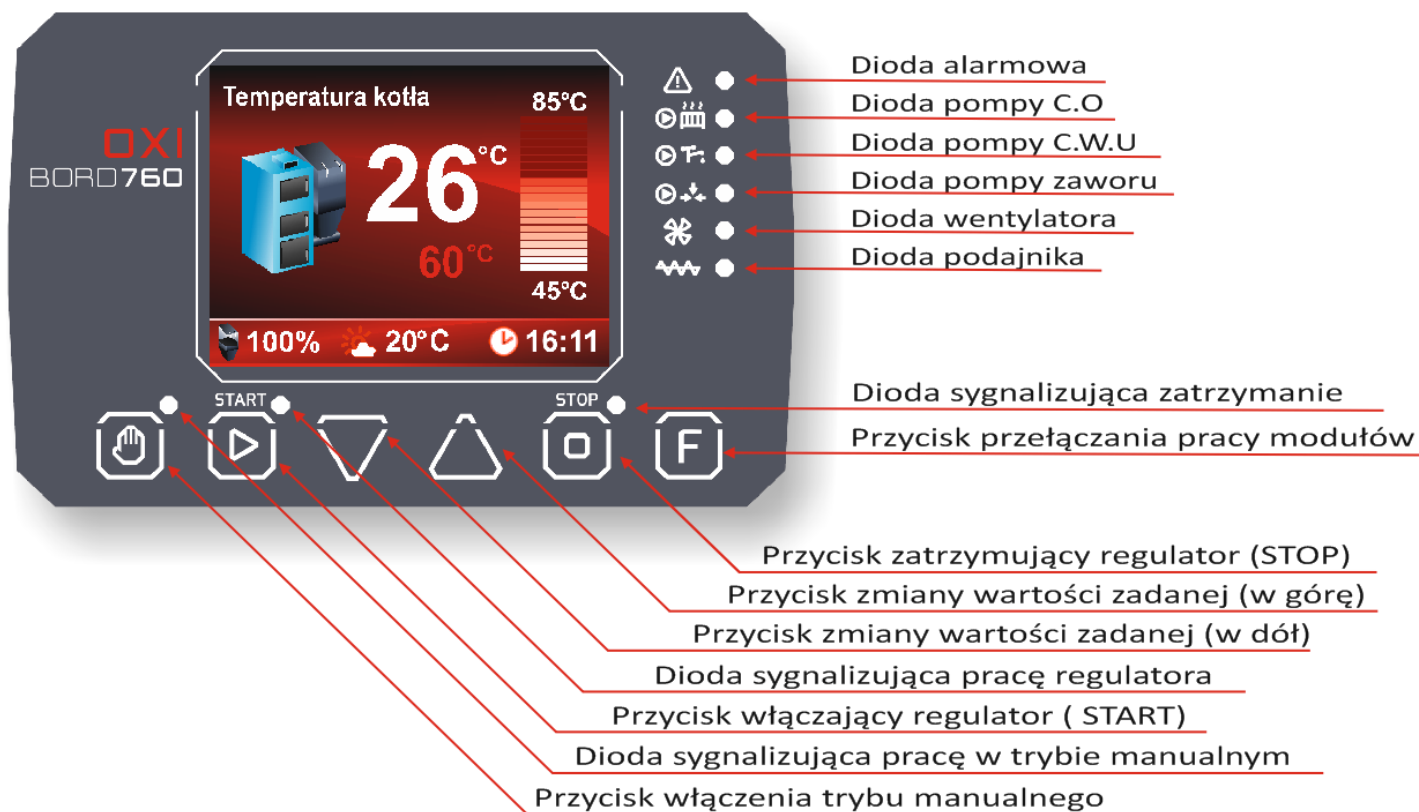 Temperatura kotła
85°C
26°C
60°C
45°C
100%
20°C
16:11
OXI
BORD760
START
STOP
F
Dioda alarmowa
Dioda pompy C.O
Dioda pompy C.W.U
Dioda pompy zaworu
Dioda wentylatora
Dioda podajnika
Dioda sygnalizująca zatrzymanie
Przycisk przełączania pracy modułów
Przycisk zatrzymujący regulator (STOP)
Przycisk zmiany wartości zadanej (w górę)
Przycisk zmiany wartości zadanej (w dół)
Dioda sygnalizująca pracę regulatora
Przycisk włączający regulator ( START)
Dioda sygnalizująca pracę w trybie manualnym
Przycisk włączenia trybu manualnego